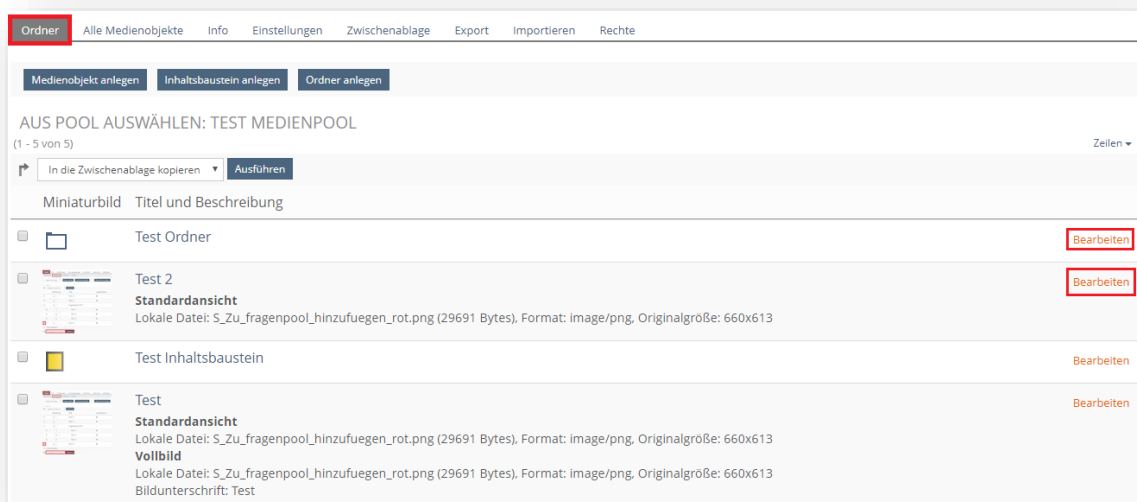 Ordner Alle Medienobjekte Info Einstellungen Zwischenablage Export Importieren Rechte
Medienobjekt anlegen Inhaltsbaustein anlegen Ordner anlegen
AUS POOL AUSWÄHLEN: TEST MEDIENPOOL
(1 - 5 von 5) Zeilen
In die Zwischenablage kopieren Ausführen
Miniaturbild Titel und Beschreibung
Test Ordner Bearbeiten
Test 2 Bearbeiten
Standardansicht
Lokale Datei: S_Zu_fragenpool_hinzufuegen_rot.png (29691 Bytes), Format: image/png, Originalgröße: 660x613
Test Inhaltsbaustein Bearbeiten
Test Bearbeiten
Standardansicht
Lokale Datei: S_Zu_fragenpool_hinzufuegen_rot.png (29691 Bytes), Format: image/png, Originalgröße: 660x613
Vollbild
Lokale Datei: S_Zu_fragenpool_hinzufuegen_rot.png (29691 Bytes), Format: image/png, Originalgröße: 660x613
Bildunterschrift: Test